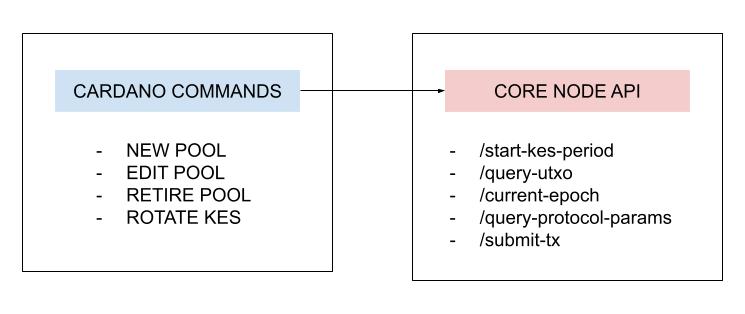 CARDANO COMMANDS
- NEW POOL
- EDIT POOL
- RETIRE POOL
- ROTATE KES
CORE NODE API
- /start-kes-period
- /query-utxo
- /current-epoch
- /query-protocol-params
- /submit-tx